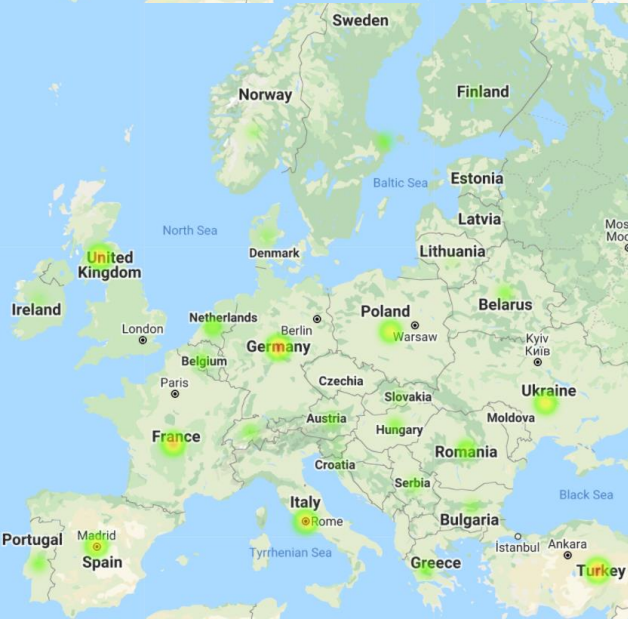 Sweden
Norway
Finland
Estonia
Baltic Sea
Latvia
North Sea
Lithuania
Denmark
United
Kingdom
Ireland
Netherlands
London
Belgium
Berlin
Germany
Poland
Warsaw
Belarus
Kyiv
Київ
Paris
Czechia
Slovakia
Ukraine
France
Austria
Hungary
Moldova
Romania
Croatia
Serbia
Italy
Rome
Bulgaria
Black Sea
Portugal
Madrid
Spain
Tyrrhenian Sea
Greece
İstanbul
Ankara
Turkey